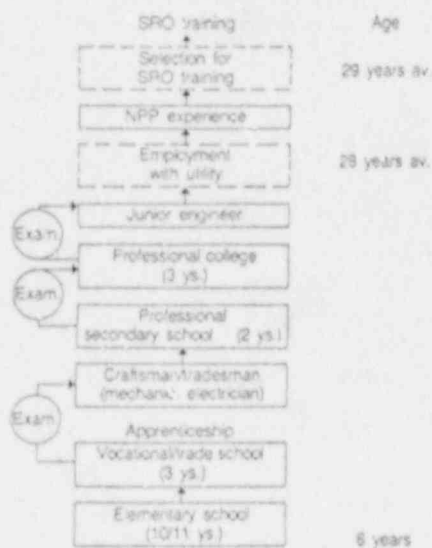 SRO training Age
Selection for
SRO training 29 years av.
NPP experience
Employment
with utility 28 years av.
Junior engineer
Exam
Professional college
(3 ys.)
Exam
Professional
secondary school (2 ys.)
Craftsman/tradesman
(mechanic, electrician)
Exam
Apprenticeship
Vocational/trade school
(3 ys.)
Elementary school
(10/11 ys.) 6 years